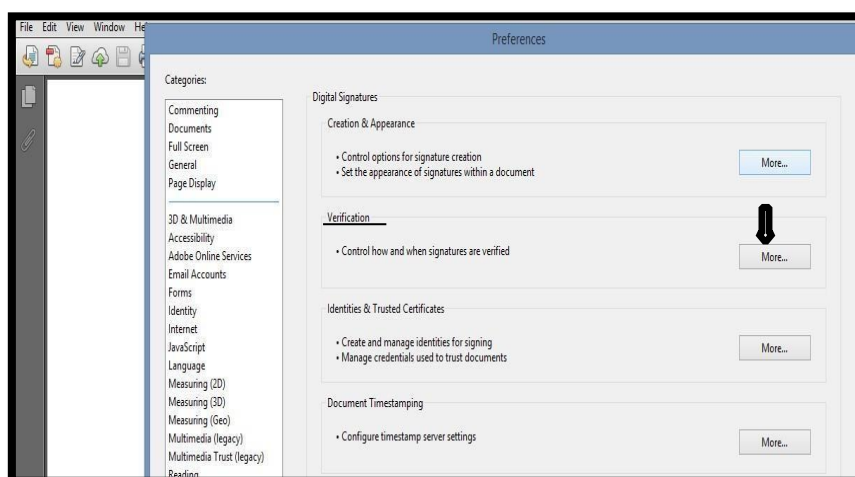 File Edit View Window He
Preferences
Categories:
Commenting
Documents
Full Screen
General
Page Display
3D & Multimedia
Accessibility
Adobe Online Services
Email Accounts
Forms
Identity
Internet
JavaScript
Language
Measuring (2D)
Measuring (3D)
Measuring (Geo)
Multimedia (legacy)
Multimedia Trust (legacy)
Reading
Digital Signatures
Creation & Appearance
• Control options for signature creation
• Set the appearance of signatures within a document
More...
Verification
• Control how and when signatures are verified
More...
Identities & Trusted Certificates
• Create and manage identities for signing
• Manage credentials used to trust documents
More...
Document Timestamping
• Configure timestamp server settings
More...